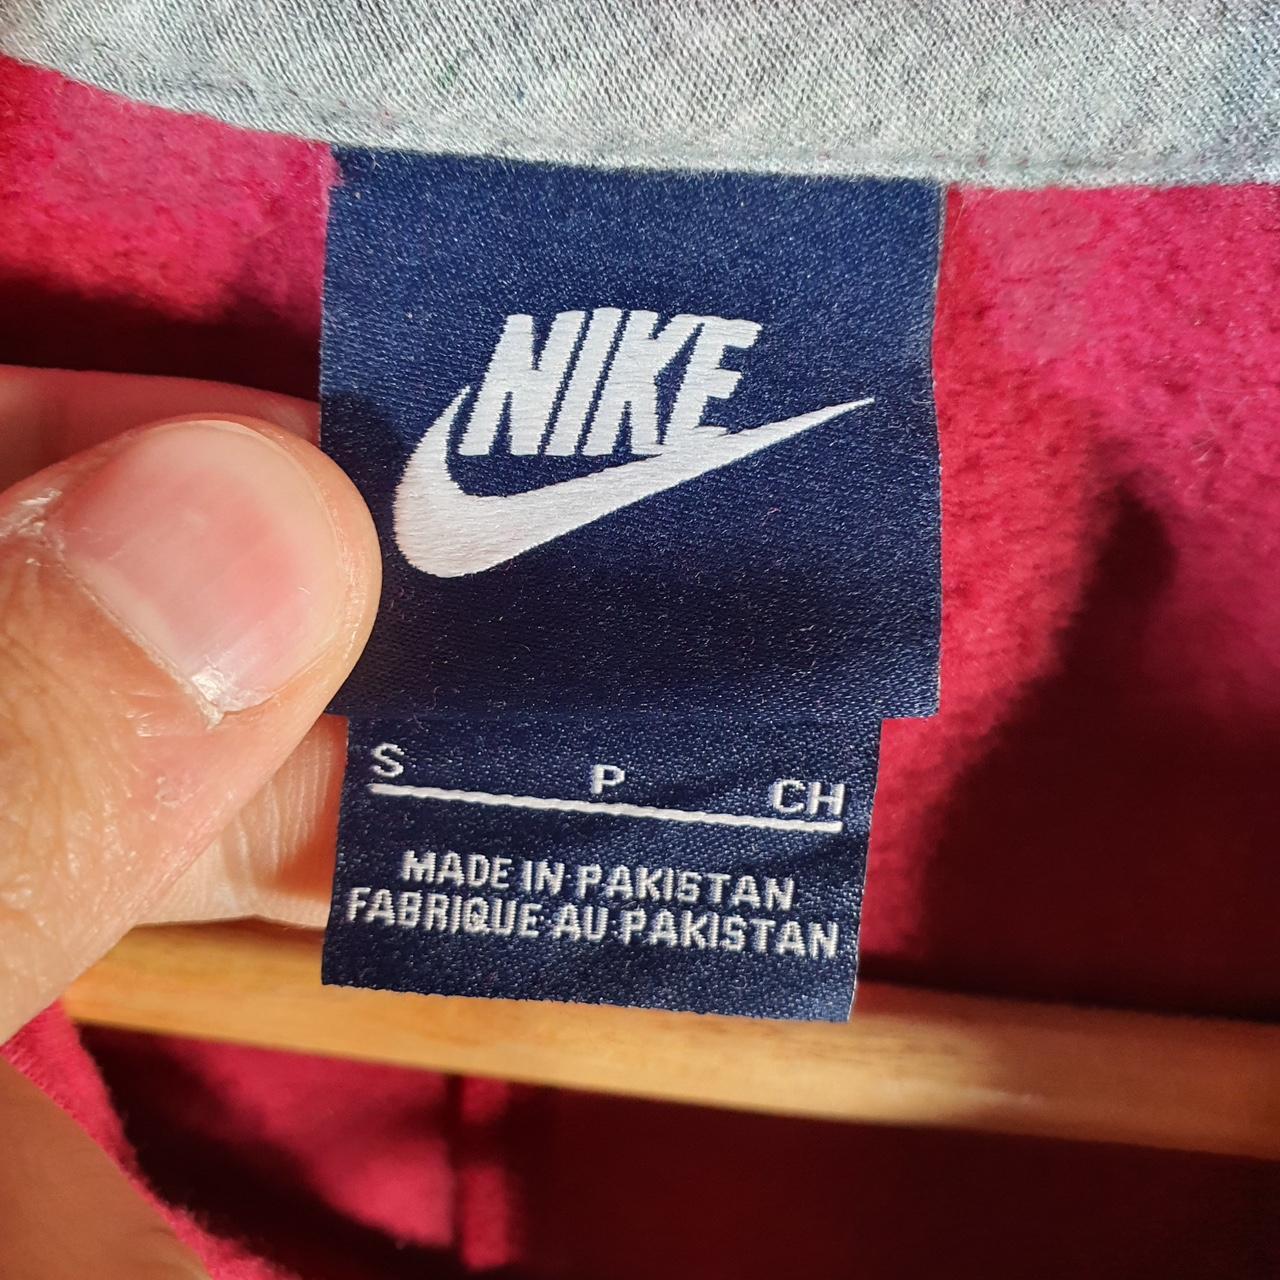 NIKE
S P CH
MADE IN PAKISTAN
FABRIQUE AU PAKISTAN